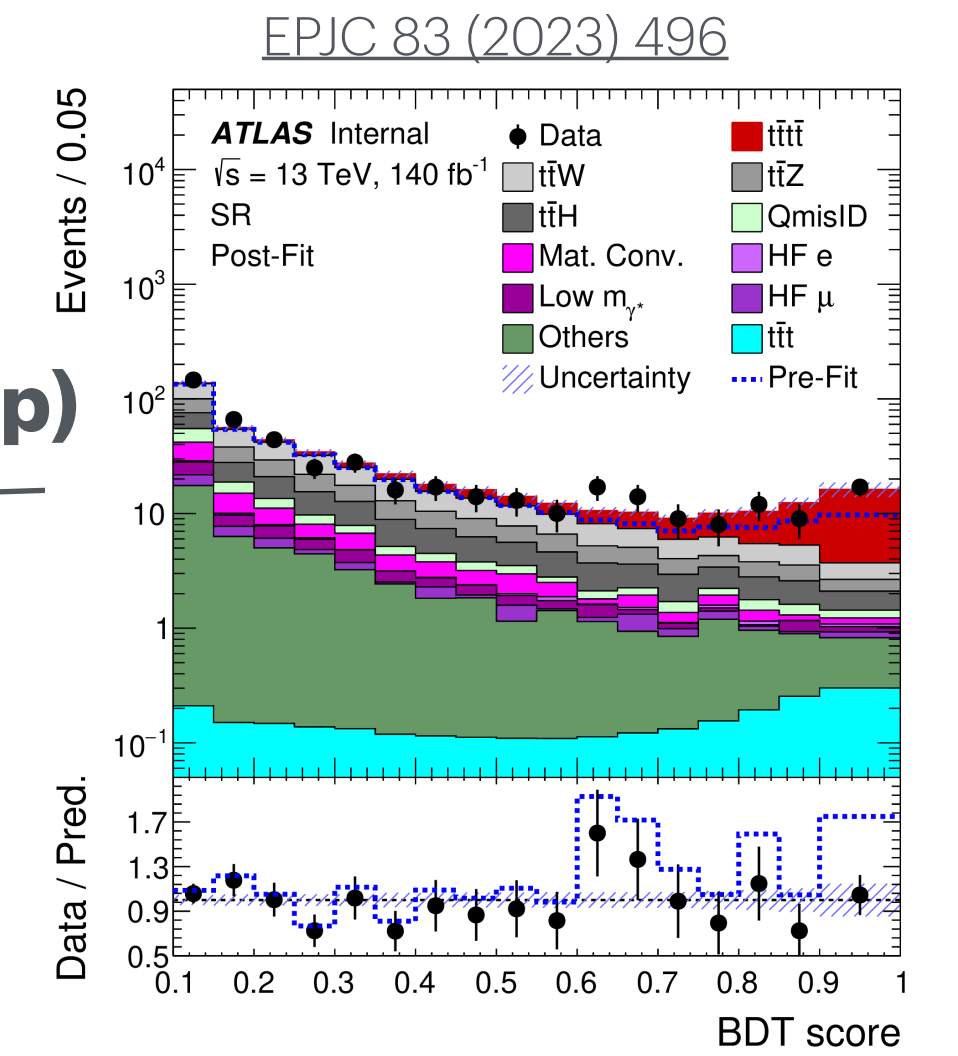 EPJC 83 (2023) 496
Events / 0.05
10⁴
10³
10²
10
1
10⁻¹
ATLAS Internal
√s = 13 TeV, 140 fb⁻¹
SR
Post-Fit
Data
tt̄tt̄
tt̄W
tt̄Z
tt̄H
QmisID
Mat. Conv.
HF e
Low m_γ*
HF μ
Others
tt̄t
Uncertainty
Pre-Fit
p)
Data / Pred.
1.7
1.3
0.9
0.5
0.1 0.2 0.3 0.4 0.5 0.6 0.7 0.8 0.9 1
BDT score